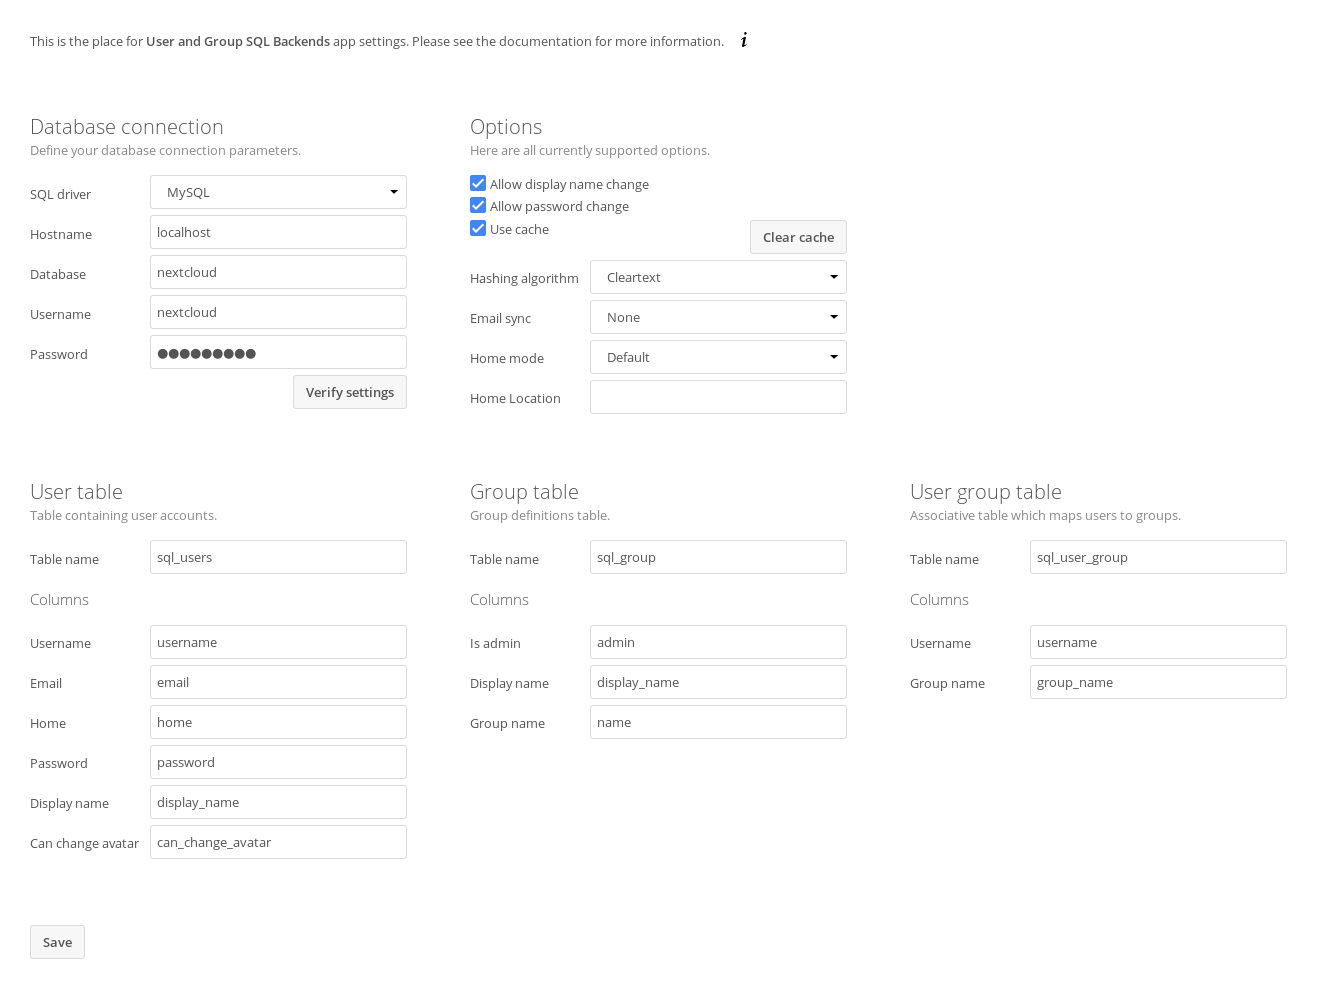 This is the place for User and Group SQL Backends app settings. Please see the documentation for more information. i
Database connection
Define your database connection parameters.
SQL driver MySQL
Hostname localhost
Database nextcloud
Username nextcloud
Password ●●●●●●●●●
Verify settings
Options
Here are all currently supported options.
Allow display name change
Allow password change
Use cache
Clear cache
Hashing algorithm Cleartext
Email sync None
Home mode Default
Home Location
User table
Table containing user accounts.
Table name sql_users
Columns
Username username
Email email
Home home
Password password
Display name display_name
Can change avatar can_change_avatar
Group table
Group definitions table.
Table name sql_group
Columns
Is admin admin
Display name display_name
Group name name
User group table
Associative table which maps users to groups.
Table name sql_user_group
Columns
Username username
Group name group_name
Save